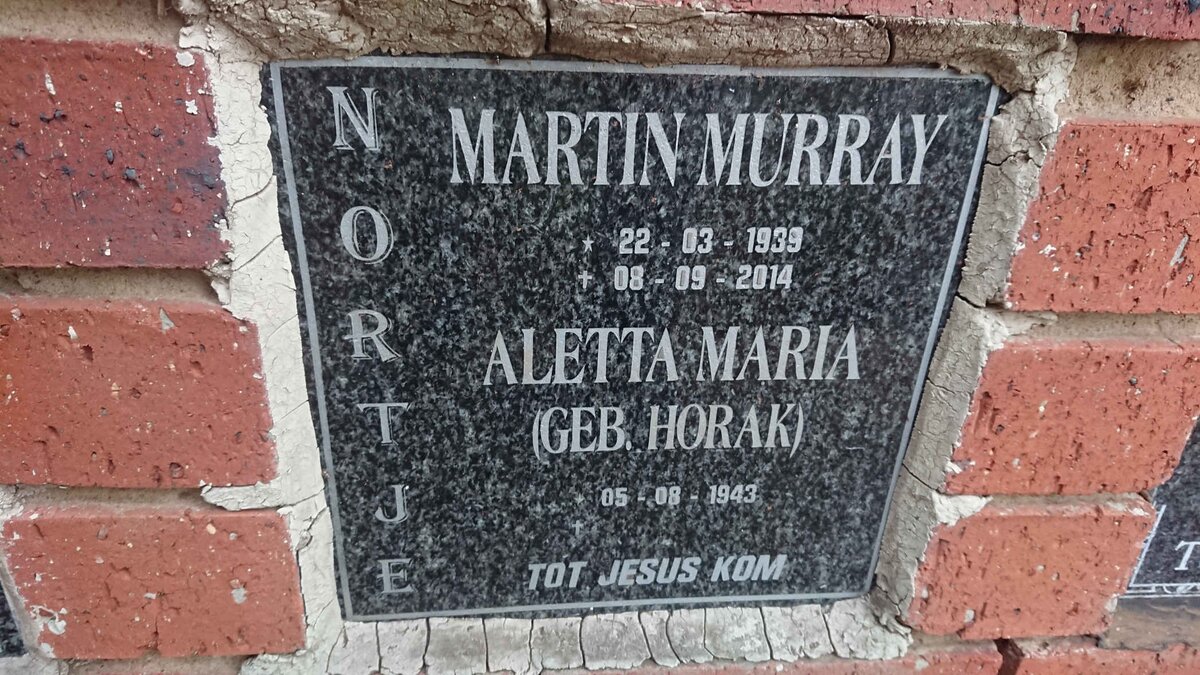 NORTJE
MARTIN MURRAY
* 22 - 03 - 1939
† 08 - 09 - 2014
ALETTA MARIA
(GEB. HORAK)
* 05 - 08 - 1943
†
TOT JESUS KOM
T